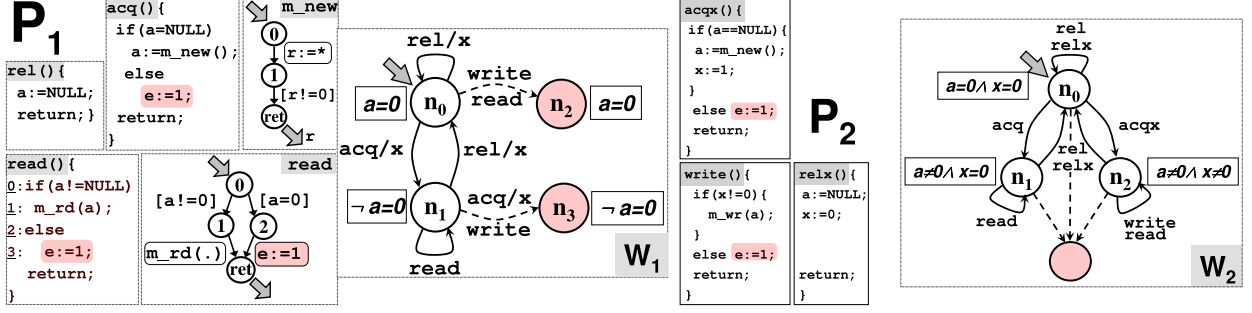 P1
rel(){
a:=NULL;
return;}
acq(){
if(a=NULL)
a:=m_new();
else
e:=1;
return;
}
m_new
0
r:=*
1
[r!=0]
ret
r
read(){
0:if(a!=NULL)
1: m_rd(a);
2:else
3: e:=1;
return;
}
read
0
[a!=0] [a=0]
1 2
m_rd(.) e:=1
ret
rel/x
a=0 n0
write
read
n2 a=0
acq/x rel/x
¬ a=0 n1
acq/x
write
n3 ¬ a=0
read
W1
acqx(){
if(a==NULL){
a:=m_new();
x:=1;
}
else e:=1;
return;
}
P2
write(){
if(x!=0){
m_wr(a);
}
else e:=1;
return;
}
relx(){
a:=NULL;
x:=0;
return;
}
rel
relx
a=0∧ x=0
n0
acq acqx
rel
relx
a≠0∧ x=0 a≠0∧ x≠0
n1 n2
read
write
read
W2